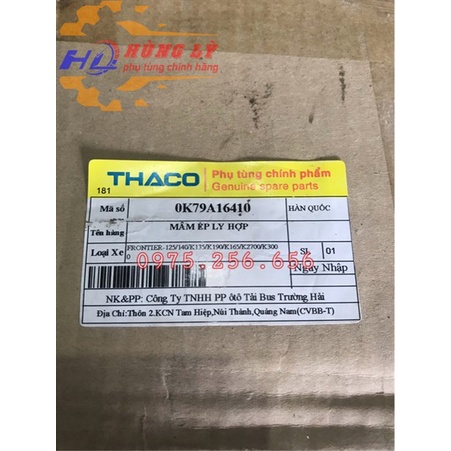 HL HÙNG LÝ
phụ tùng chính hãng
181
THACO
Phụ tùng chính phẩm
Genuine spare parts
Mã số 0K79A16410 HÀN QUỐC
Tên hàng MÂM ÉP LY HỢP
Loại Xe FRONTIER-125/140/K135/K190/K165/K2700/K300
0
SL 01
0975.256.656
Ngày Nhập
NK&PP: Công Ty TNHH PP ôtô Tải Bus Trường Hải
Địa Chỉ:Thôn 2.KCN Tam Hiệp,Núi Thành,Quảng Nam(CVBB-T)